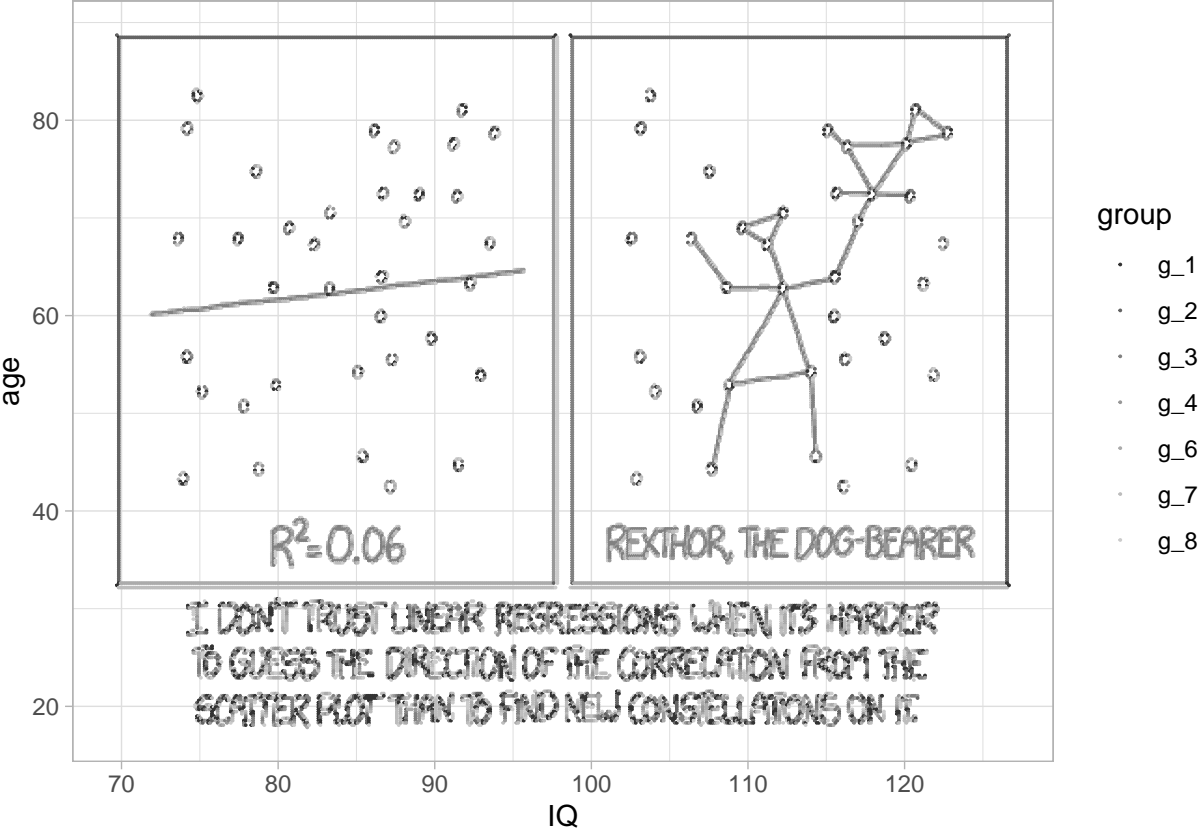 80
60
40
20
age
R²=0.06
REXTHOR, THE DOG-BEARER
I DON'T TRUST LINEAR REGRESSIONS WHEN IT'S HARDER
TO GUESS THE DIRECTION OF THE CORRELATION FROM THE
SCATTER PLOT THAN TO FIND NEW CONSTELLATIONS ON IT.
70 80 90 100 110 120
IQ
group
g_1
g_2
g_3
g_4
g_6
g_7
g_8